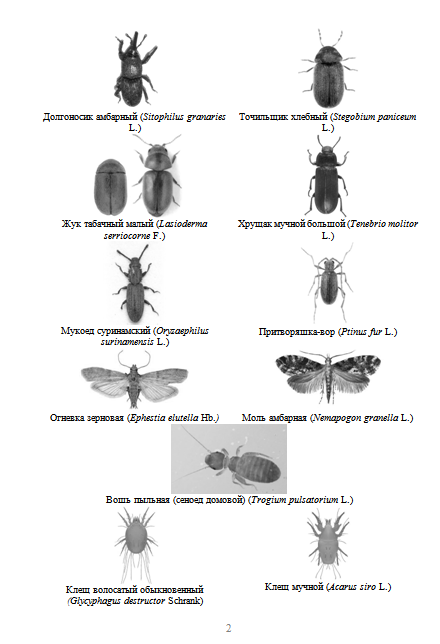 Долгоносик амбарный (Sitophilus granaries
L.)
Точильщик хлебный (Stegobium paniceum
L.)
Жук табачный малый (Lasioderma
serriocorne F.)
Хрущак мучной большой (Tenebrio molitor
L.)
Мукоед суринамский (Oryzaephilus
surinamensis L.)
Притворяшка-вор (Ptinus fur L.)
Огневка зерновая (Ephestia elutella Hb.)
Моль амбарная (Nemapogon granella L.)
Вошь пыльная (сеноед домовой) (Trogium pulsatorium L.)
Клещ волосатый обыкновенный
(Glycyphagus destructor Schrank)
Клещ мучной (Acarus siro L.)
2